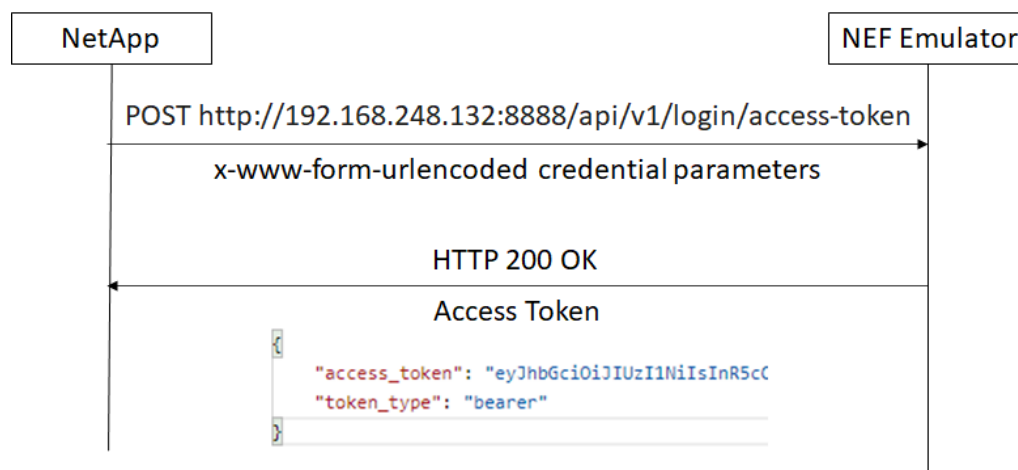 NetApp
NEF Emulator
POST http://192.168.248.132:8888/api/v1/login/access-token
x-www-form-urlencoded credential parameters
HTTP 200 OK
Access Token
{
"access_token": "eyJhbGciOiJIUzI1NiIsInR5cC
"token_type": "bearer"
}